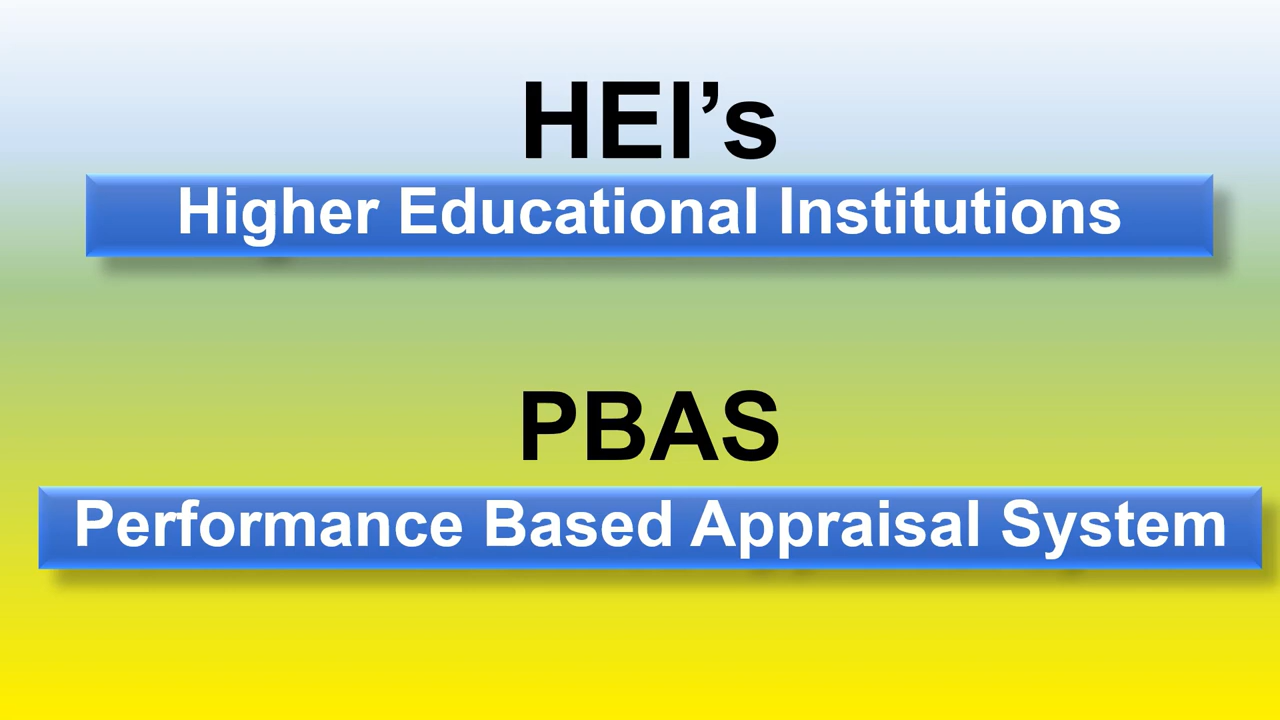 HEI’s
Higher Educational Institutions
PBAS
Performance Based Appraisal System